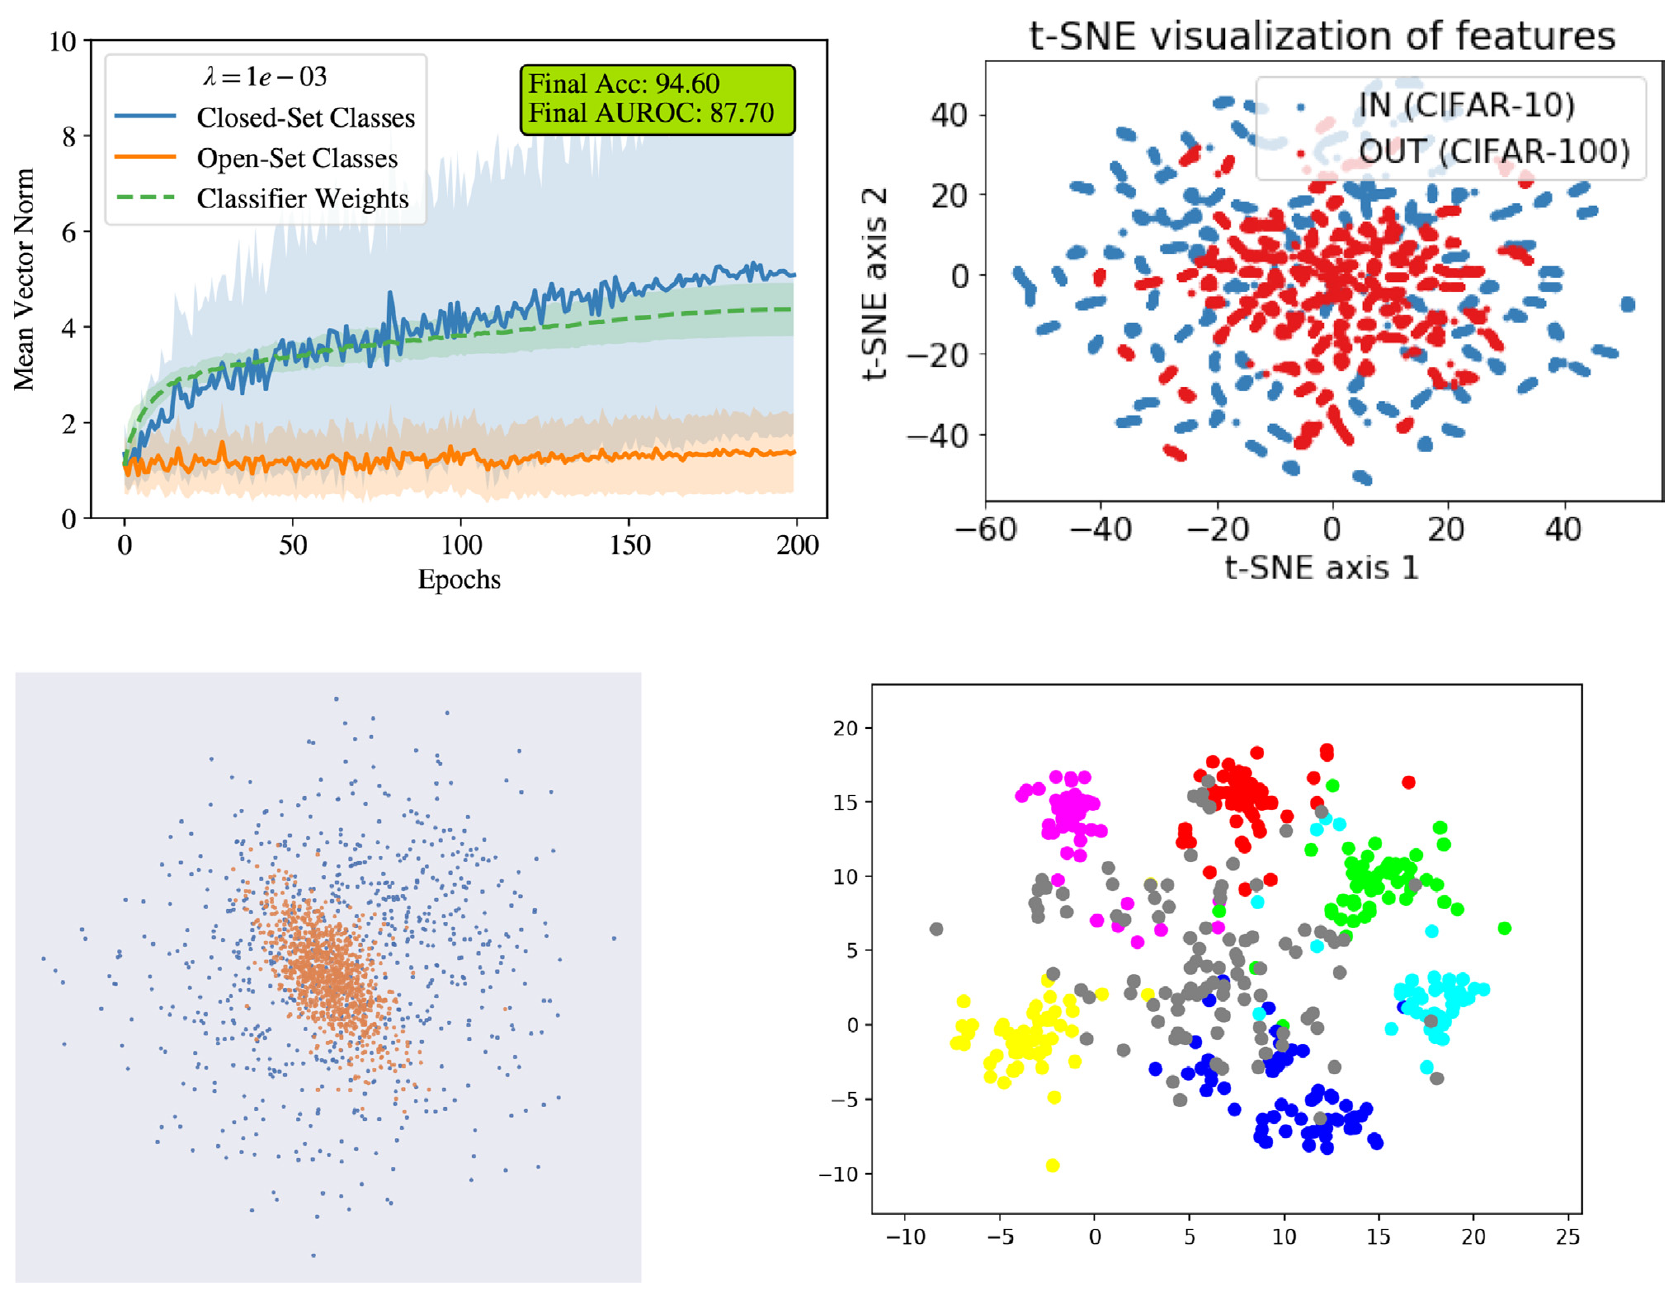 10
8
6
4
2
0
Mean Vector Norm
λ = 1e − 03
Closed-Set Classes
Open-Set Classes
Classifier Weights
Final Acc: 94.60
Final AUROC: 87.70
0 50 100 150 200
Epochs
t-SNE visualization of features
IN (CIFAR-10)
OUT (CIFAR-100)
40
20
0
−20
−40
t-SNE axis 2
−60 −40 −20 0 20 40
t-SNE axis 1
20
15
10
5
0
−5
−10
−10 −5 0 5 10 15 20 25